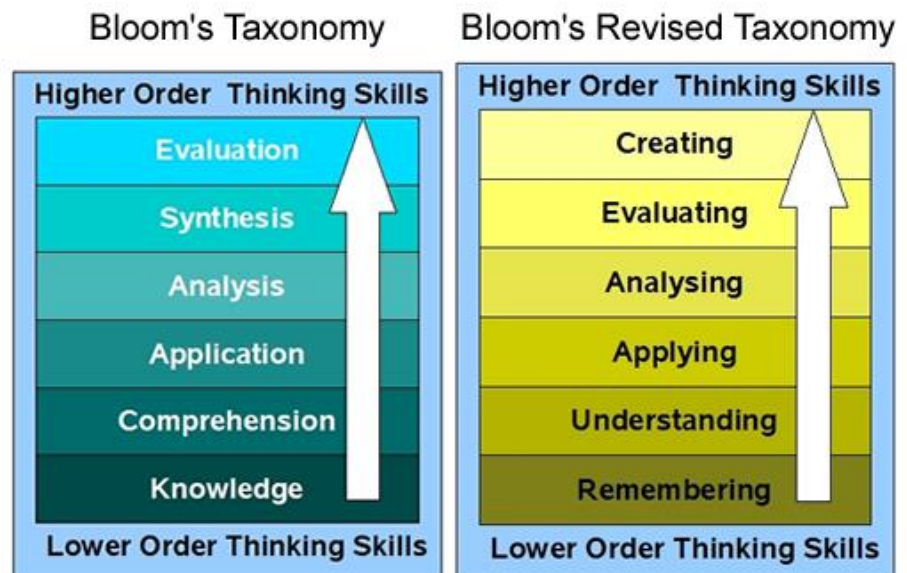 Bloom's Taxonomy
Higher Order Thinking Skills
Evaluation
Synthesis
Analysis
Application
Comprehension
Knowledge
Lower Order Thinking Skills
Bloom's Revised Taxonomy
Higher Order Thinking Skills
Creating
Evaluating
Analysing
Applying
Understanding
Remembering
Lower Order Thinking Skills